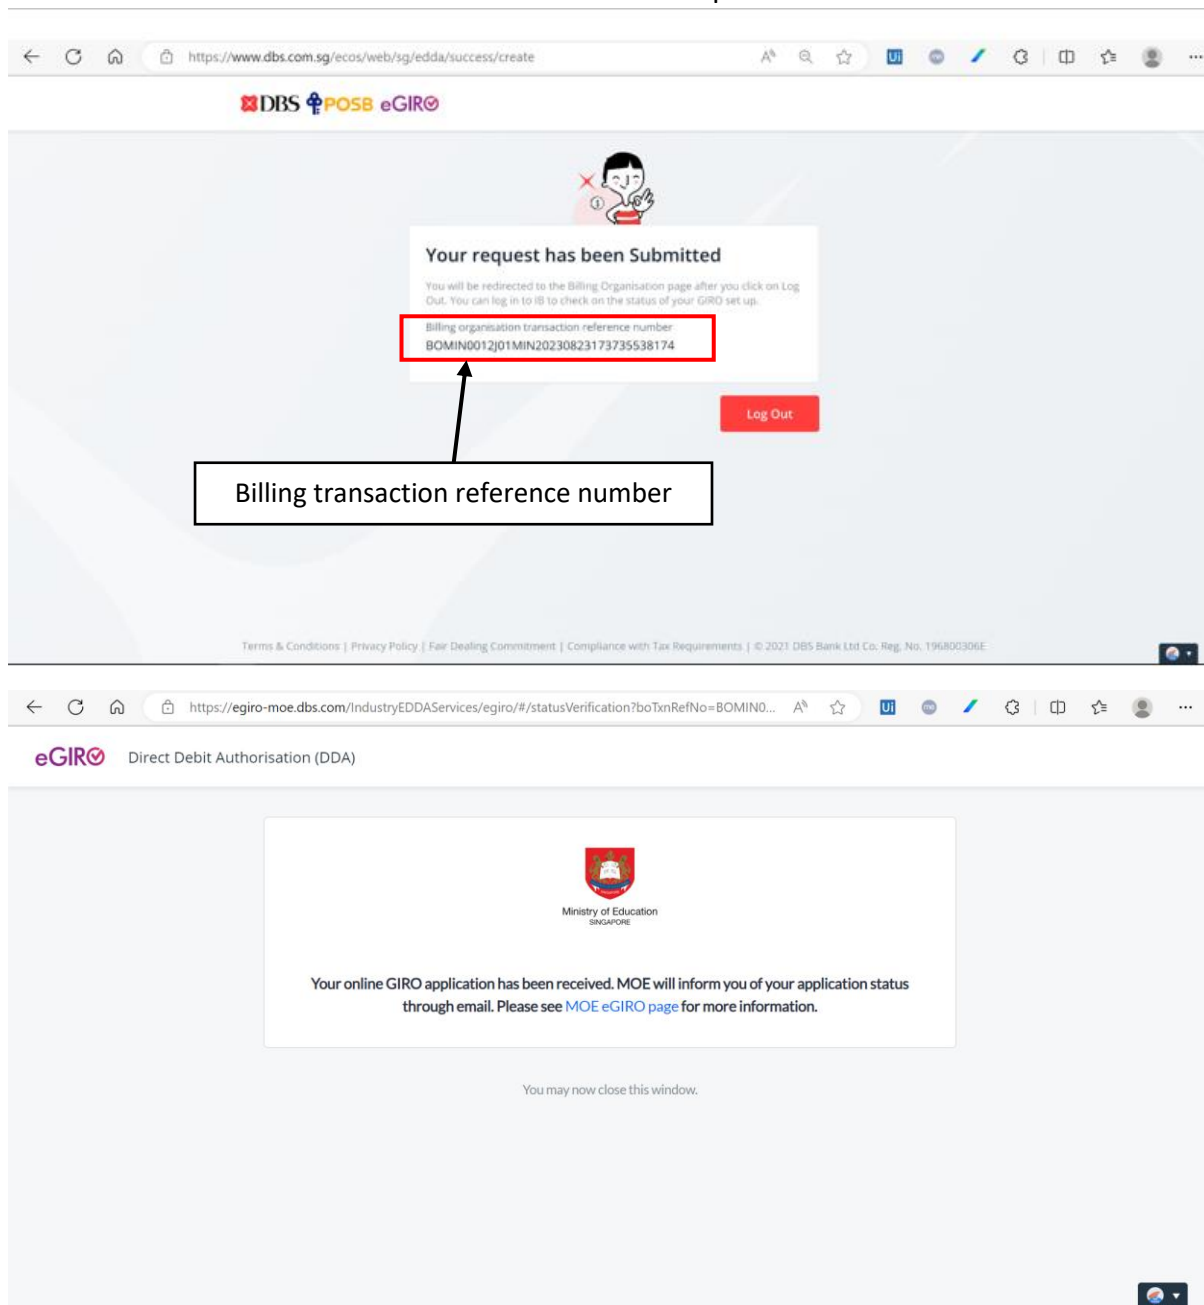 https://www.dbs.com.sg/ecos/web/sg/edda/success/create
DBS POSB eGIRO
Your request has been Submitted
You will be redirected to the Billing Organisation page after you click on Log
Out. You can log in to IB to check on the status of your GIRO set up.
Billing organisation transaction reference number
BOMIN0012J01MIN20230823173735538174
Log Out
Billing transaction reference number
Terms & Conditions | Privacy Policy | Fair Dealing Commitment | Compliance with Tax Requirements | © 2021 DBS Bank Ltd Co. Reg. No. 196800306E
https://egiro-moe.dbs.com/IndustryEDDAServices/egiro/#/statusVerification?boTxnRefNo=BOMIN0...
eGIRO Direct Debit Authorisation (DDA)
Ministry of Education
SINGAPORE
Your online GIRO application has been received. MOE will inform you of your application status
through email. Please see MOE eGIRO page for more information.
You may now close this window.